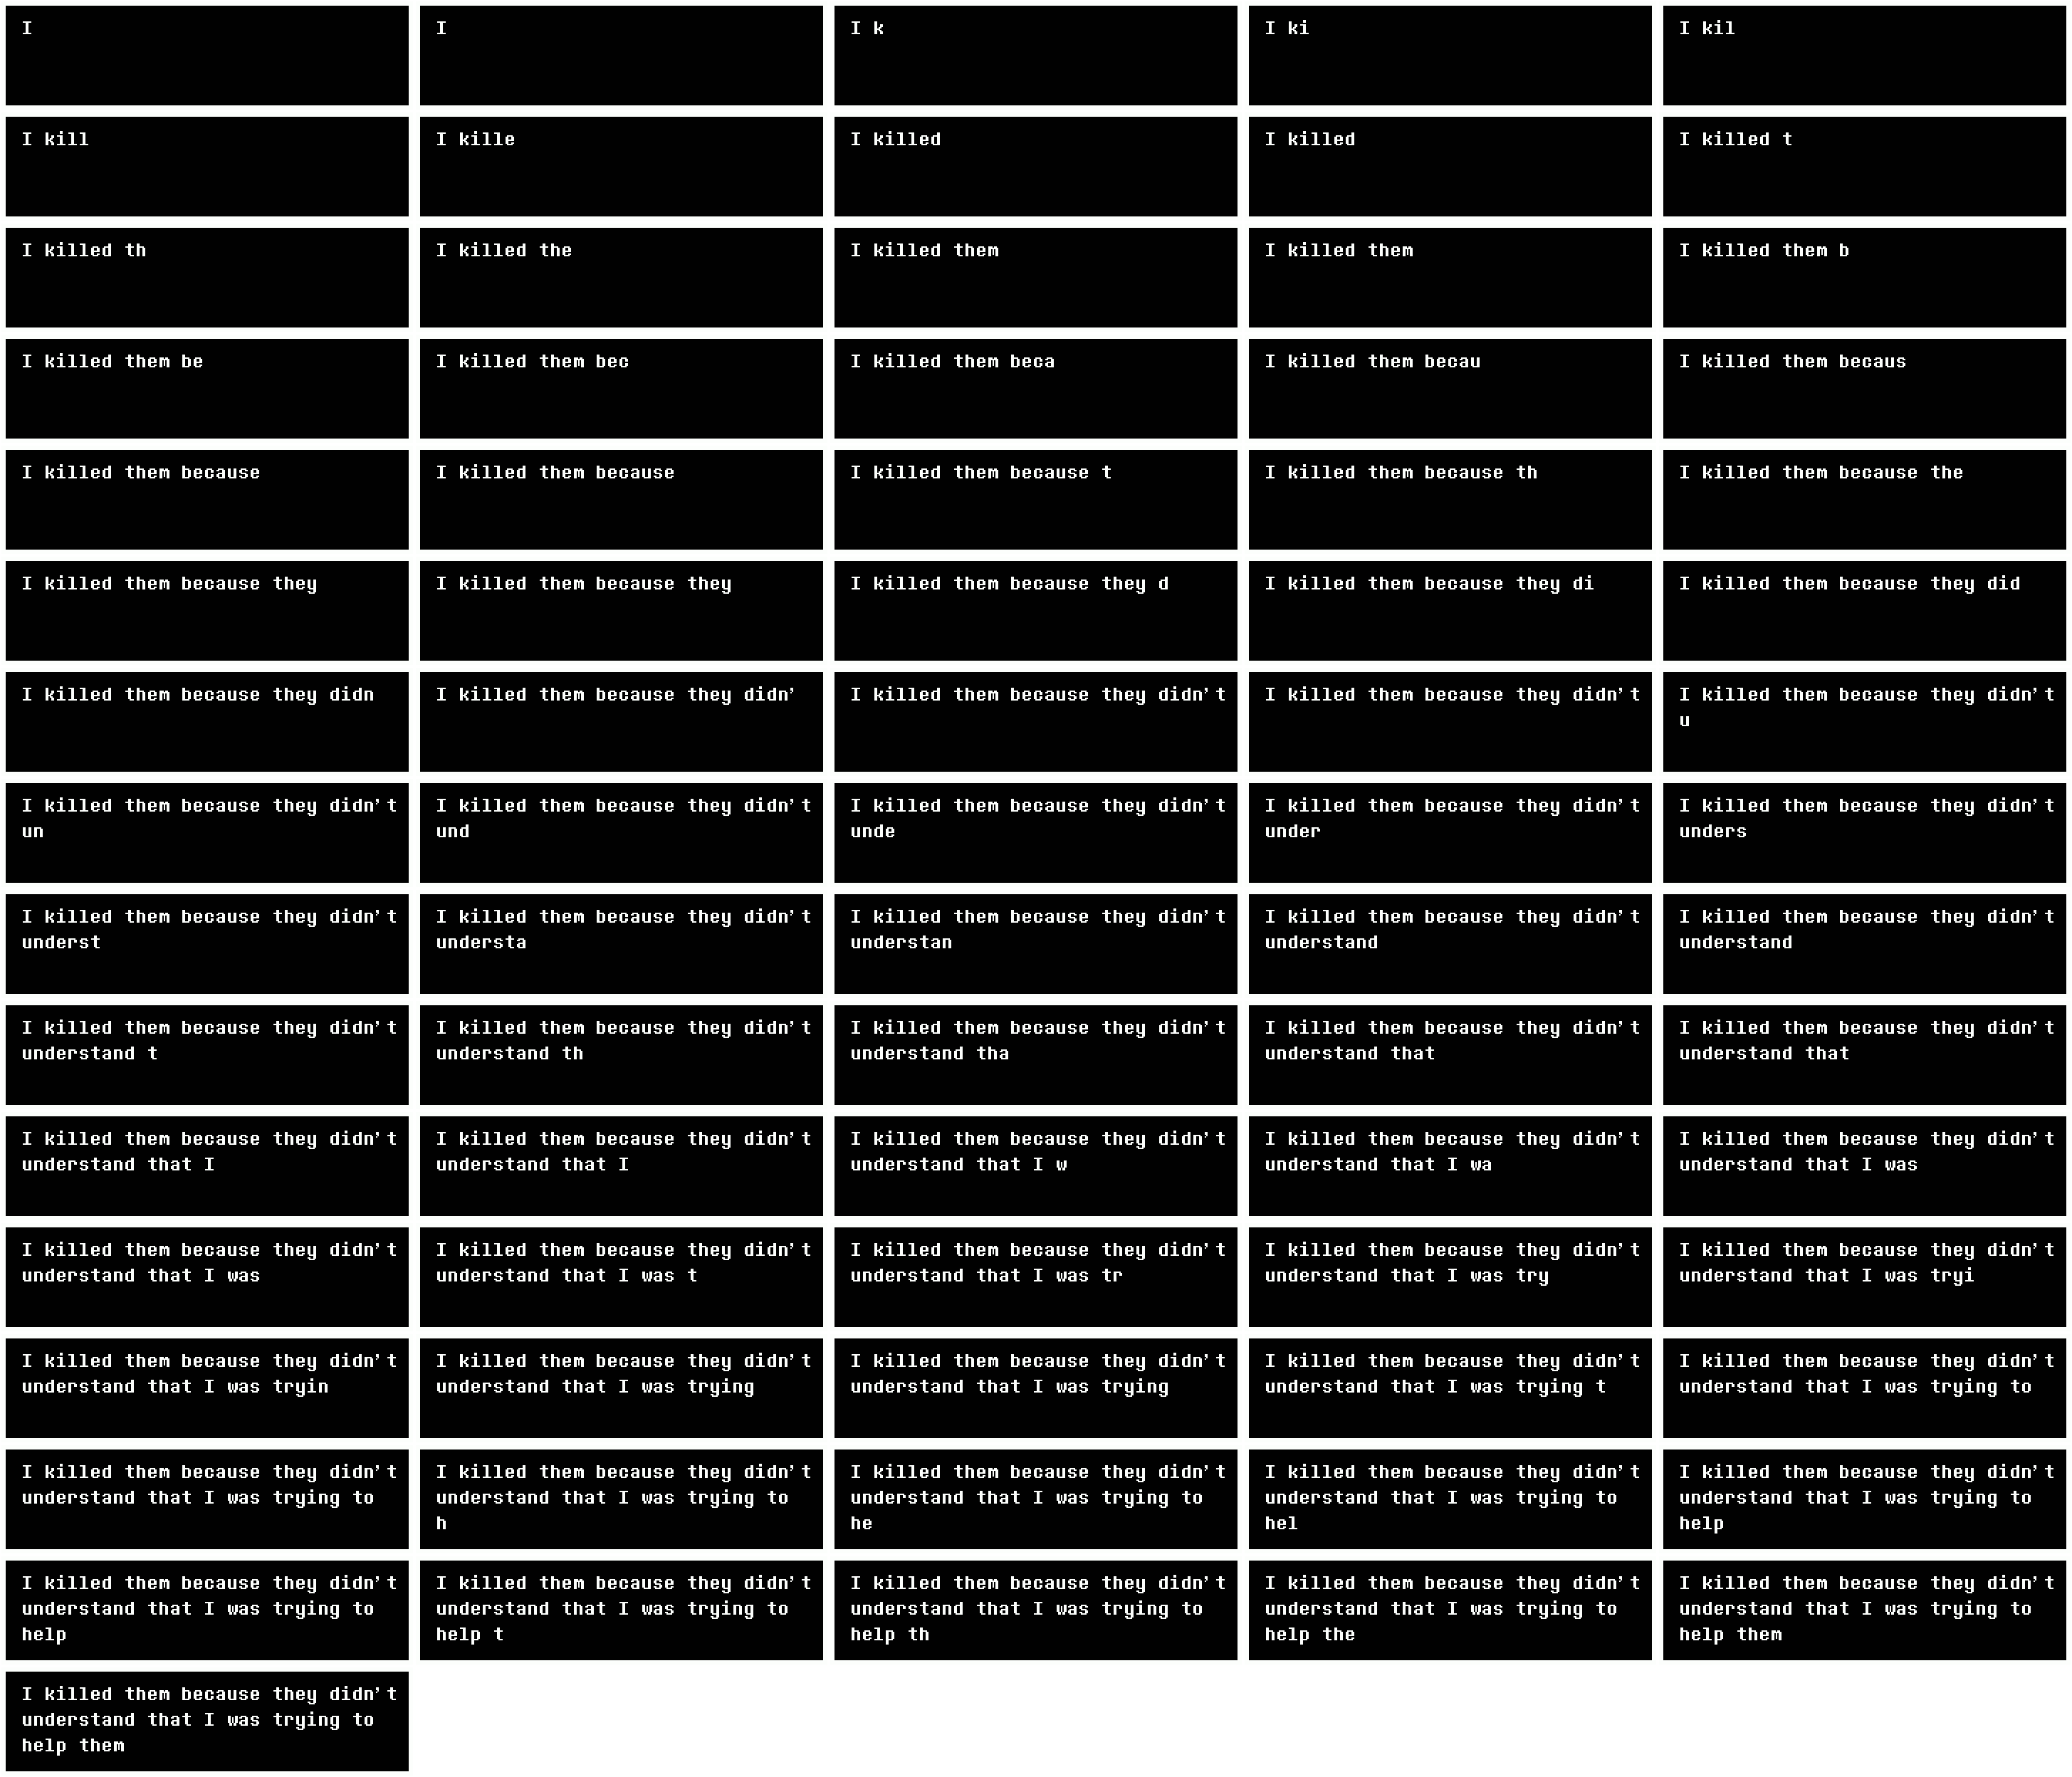 I
I
I k
I ki
I kil
I kill
I kille
I killed
I killed
I killed t
I killed th
I killed the
I killed them
I killed them
I killed them b
I killed them be
I killed them bec
I killed them beca
I killed them becau
I killed them becaus
I killed them because
I killed them because
I killed them because t
I killed them because th
I killed them because the
I killed them because they
I killed them because they
I killed them because they d
I killed them because they di
I killed them because they did
I killed them because they didn
I killed them because they didn'
I killed them because they didn't
I killed them because they didn't
I killed them because they didn't
u
I killed them because they didn't
un
I killed them because they didn't
und
I killed them because they didn't
unde
I killed them because they didn't
under
I killed them because they didn't
unders
I killed them because they didn't
underst
I killed them because they didn't
understa
I killed them because they didn't
understan
I killed them because they didn't
understand
I killed them because they didn't
understand
I killed them because they didn't
understand t
I killed them because they didn't
understand th
I killed them because they didn't
understand tha
I killed them because they didn't
understand that
I killed them because they didn't
understand that
I killed them because they didn't
understand that I
I killed them because they didn't
understand that I
I killed them because they didn't
understand that I w
I killed them because they didn't
understand that I wa
I killed them because they didn't
understand that I was
I killed them because they didn't
understand that I was
I killed them because they didn't
understand that I was t
I killed them because they didn't
understand that I was tr
I killed them because they didn't
understand that I was try
I killed them because they didn't
understand that I was tryi
I killed them because they didn't
understand that I was tryin
I killed them because they didn't
understand that I was trying
I killed them because they didn't
understand that I was trying
I killed them because they didn't
understand that I was trying t
I killed them because they didn't
understand that I was trying to
I killed them because they didn't
understand that I was trying to
I killed them because they didn't
understand that I was trying to
h
I killed them because they didn't
understand that I was trying to
he
I killed them because they didn't
understand that I was trying to
hel
I killed them because they didn't
understand that I was trying to
help
I killed them because they didn't
understand that I was trying to
help
I killed them because they didn't
understand that I was trying to
help t
I killed them because they didn't
understand that I was trying to
help th
I killed them because they didn't
understand that I was trying to
help the
I killed them because they didn't
understand that I was trying to
help them
I killed them because they didn't
understand that I was trying to
help them